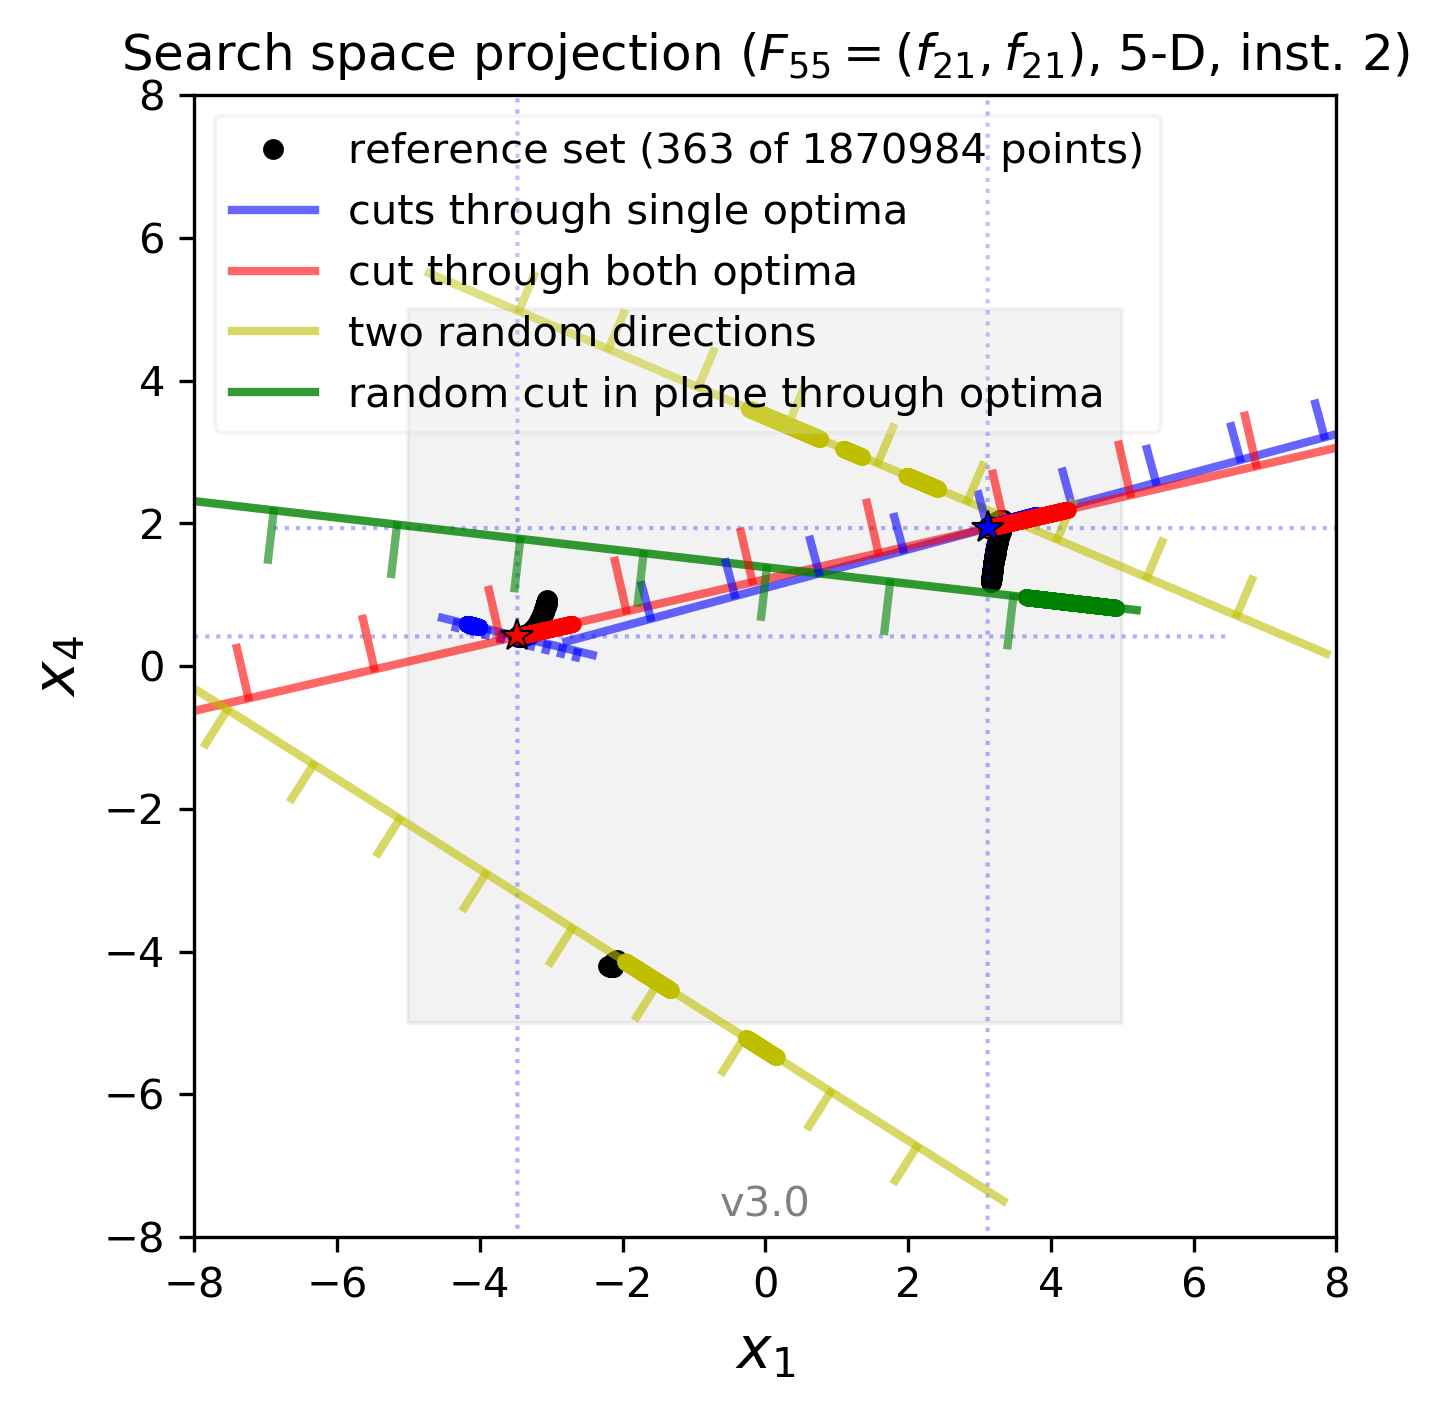 Search space projection (F₅₅ = (f₂₁, f₂₁), 5-D, inst. 2)
reference set (363 of 1870984 points)
cuts through single optima
cut through both optima
two random directions
random cut in plane through optima
8
6
4
2
0
−2
−4
−6
−8
x₄
v3.0
−8 −6 −4 −2 0 2 4 6 8
x₁